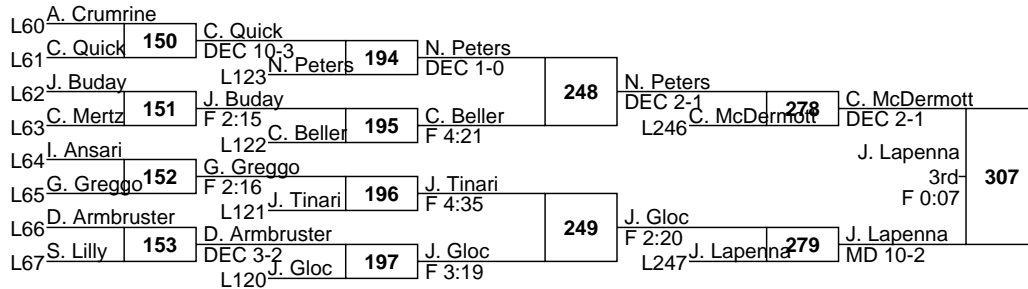 L60 A. Crumrine
150
L61 C. Quick
C. Quick
DEC 10-3
L123 N. Peters
194
N. Peters
DEC 1-0
L62 J. Buday
151
L63 C. Mertz
J. Buday
F 2:15
L122 C. Beller
195
C. Beller
F 4:21
248
N. Peters
DEC 2-1
L246 C. McDermott
278
C. McDermott
DEC 2-1
L64 I. Ansari
152
L65 G. Greggo
G. Greggo
F 2:16
L121 J. Tinari
196
J. Tinari
F 4:35
L66 D. Armbruster
153
L67 S. Lilly
D. Armbruster
DEC 3-2
L120 J. Gloc
197
J. Gloc
F 3:19
249
J. Gloc
F 2:20
L247 J. Lapenna
279
J. Lapenna
MD 10-2
J. Lapenna
3rd
F 0:07
307